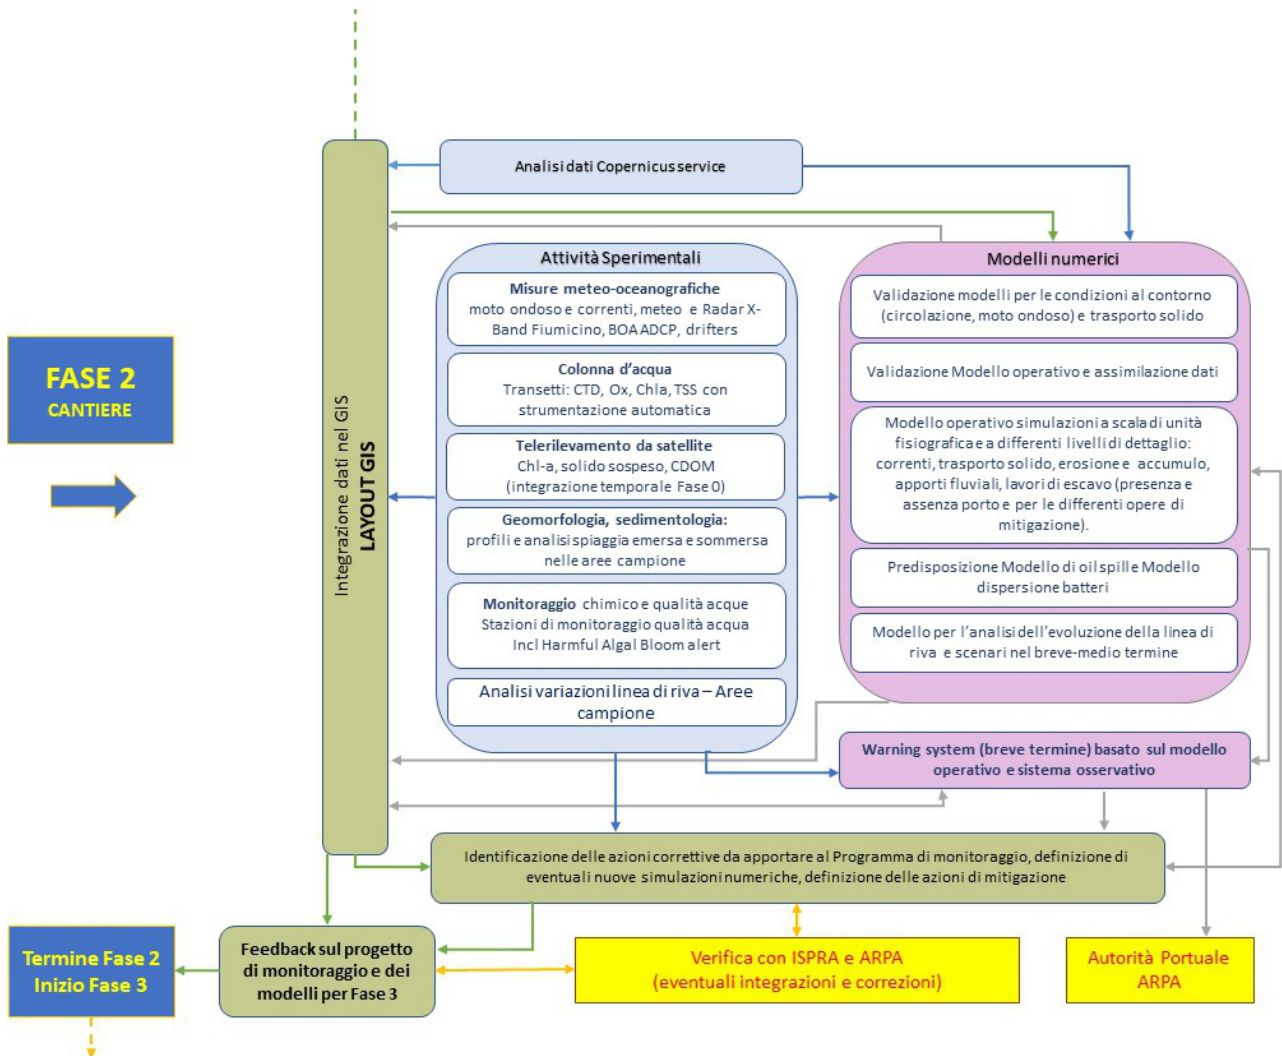 Analisi dati Copernicus service
FASE 2
CANTIERE
Integrazione dati nel GIS
LAYOUT GIS
Attività Sperimentali
Misure meteo-oceanografiche
moto ondoso e correnti, meteo e Radar X-
Band Fiumicino, BOA ADCP, drifters
Colonna d'acqua
Transetti: CTD, Ox, Chla, TSS con
strumentazione automatica
Telerilevamento da satellite
Chl-a, solido sospeso, CDOM
(integrazione temporale Fase 0)
Geomorfologia, sedimentologia:
profili e analisi spiaggia emersa e sommersa
nelle aree campione
Monitoraggio chimico e qualità acque
Stazioni di monitoraggio qualità acqua
Incl Harmful Algal Bloom alert
Analisi variazioni linea di riva – Aree
campione
Modelli numerici
Validazione modelli per le condizioni al contorno
(circolazione, moto ondoso) e trasporto solido
Validazione Modello operativo e assimilazione dati
Modello operativo simulazioni a scala di unità
fisiografica e a differenti livelli di dettaglio:
correnti, trasporto solido, erosione e accumulo,
apporti fluviali, lavori di escavo (presenza e
assenza porto e per le differenti opere di
mitigazione).
Predisposizione Modello di oil spill e Modello
dispersione batteri
Modello per l'analisi dell'evoluzione della linea di
riva e scenari nel breve-medio termine
Warning system (breve termine) basato sul modello
operativo e sistema osservativo
Identificazione delle azioni correttive da apportare al Programma di monitoraggio, definizione di
eventuali nuove simulazioni numeriche, definizione delle azioni di mitigazione
Termine Fase 2
Inizio Fase 3
Feedback sul progetto
di monitoraggio e dei
modelli per Fase 3
Verifica con ISPRA e ARPA
(eventuali integrazioni e correzioni)
Autorità Portuale
ARPA